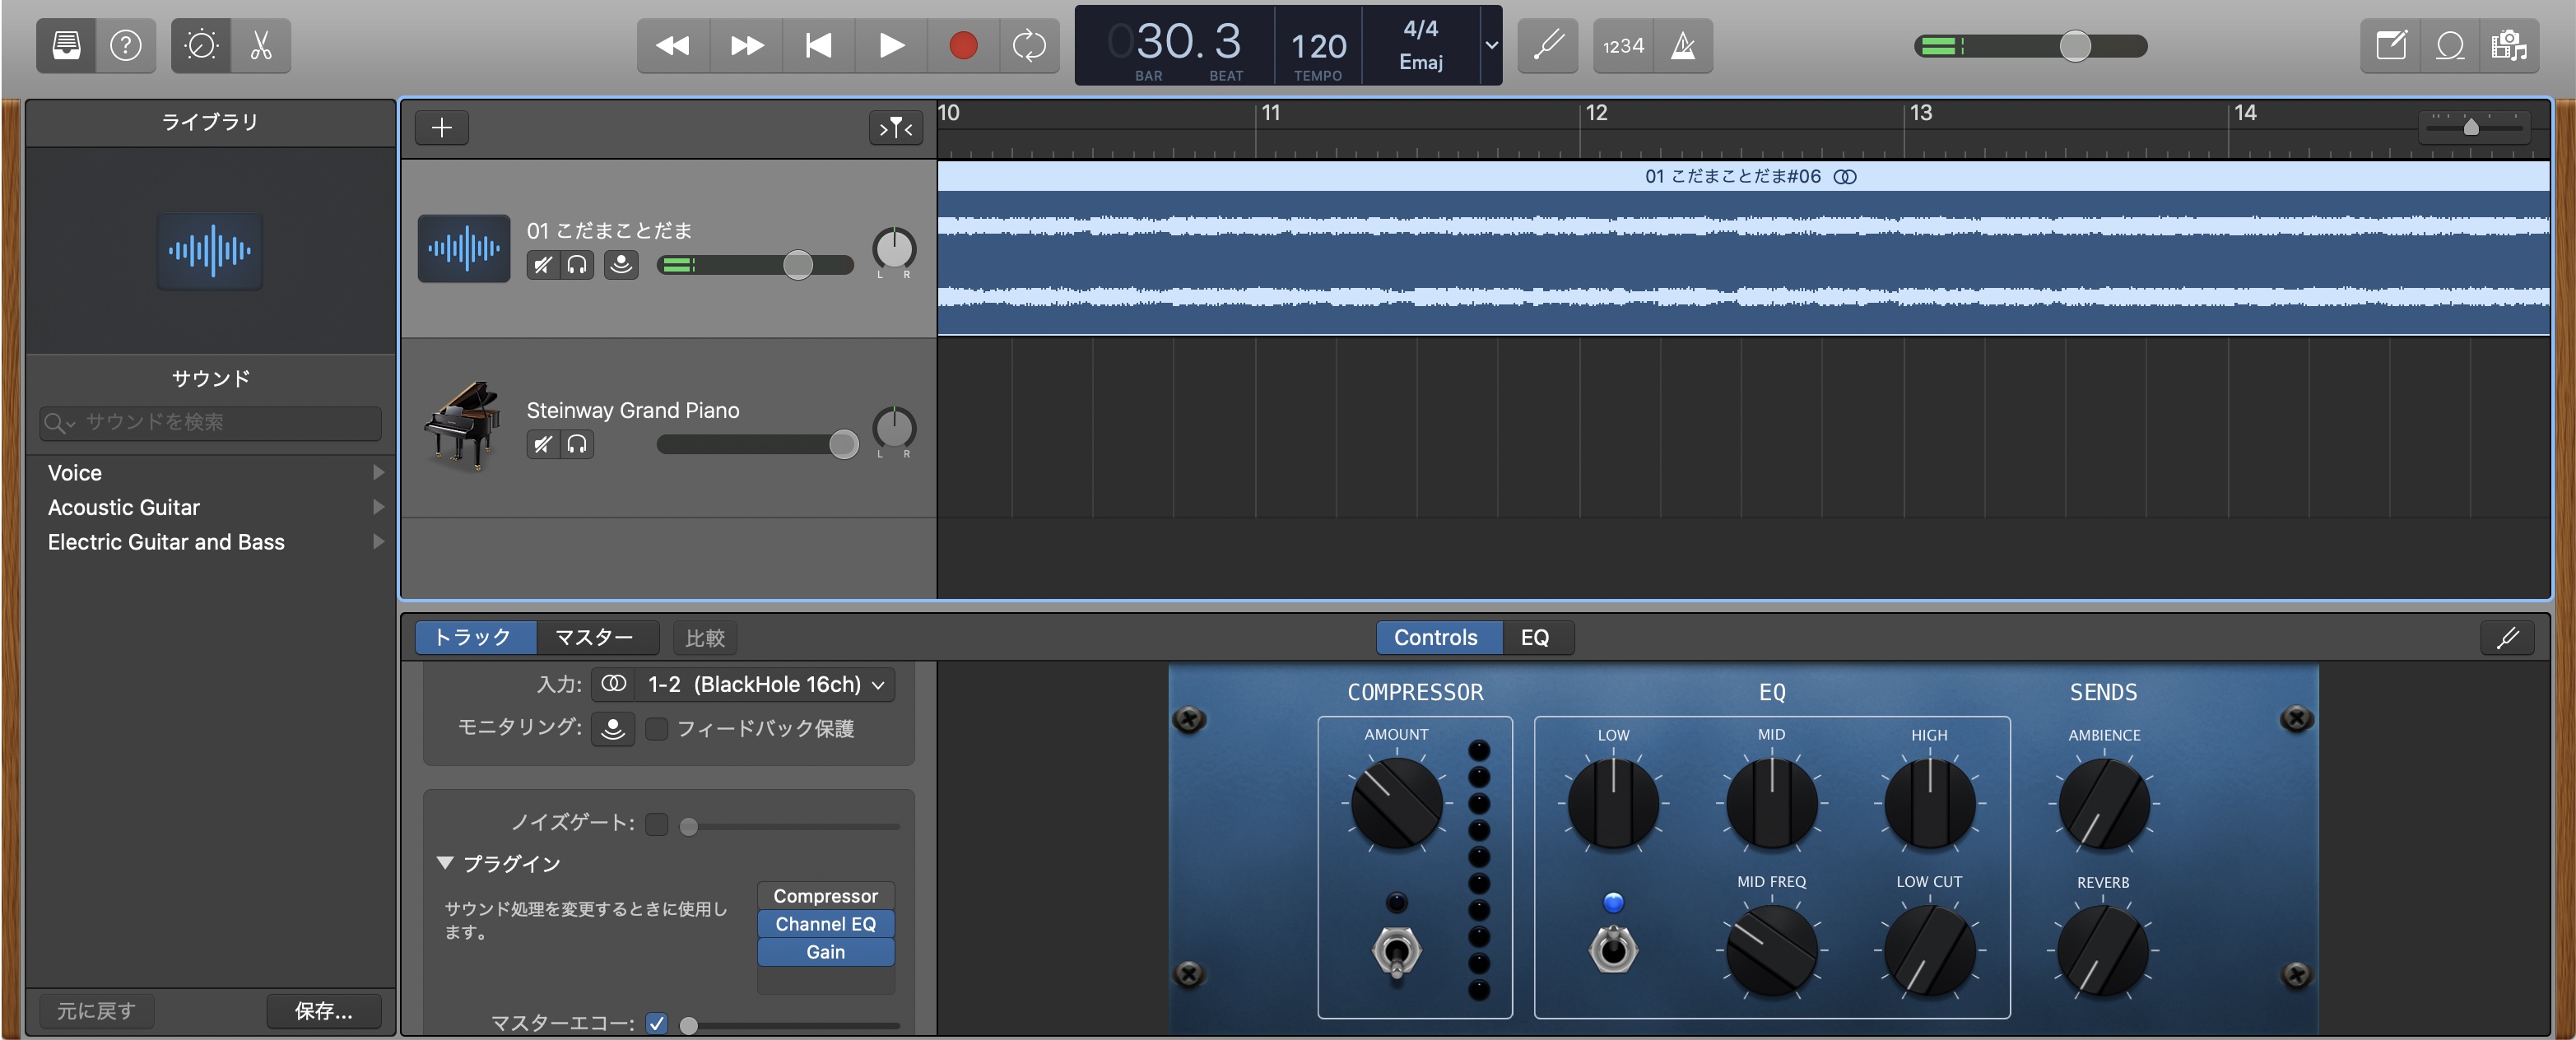 1234
030.3
BAR BEAT
120
TEMPO
4/4
Emaj
ライブラリ
サウンド
サウンドを検索
Voice
Acoustic Guitar
Electric Guitar and Bass
元に戻す
保存...
10 11 12 13 14
01 こだまことだま
L R
01 こだまことだま#06
Steinway Grand Piano
L R
トラック マスター 比較
Controls EQ
入力: 1-2 (BlackHole 16ch)
モニタリング: フィードバック保護
ノイズゲート:
プラグイン
サウンド処理を変更するときに使用し
ます。
Compressor
Channel EQ
Gain
マスターエコー:
COMPRESSOR
AMOUNT
EQ
LOW MID HIGH
MID FREQ LOW CUT
SENDS
AMBIENCE
REVERB